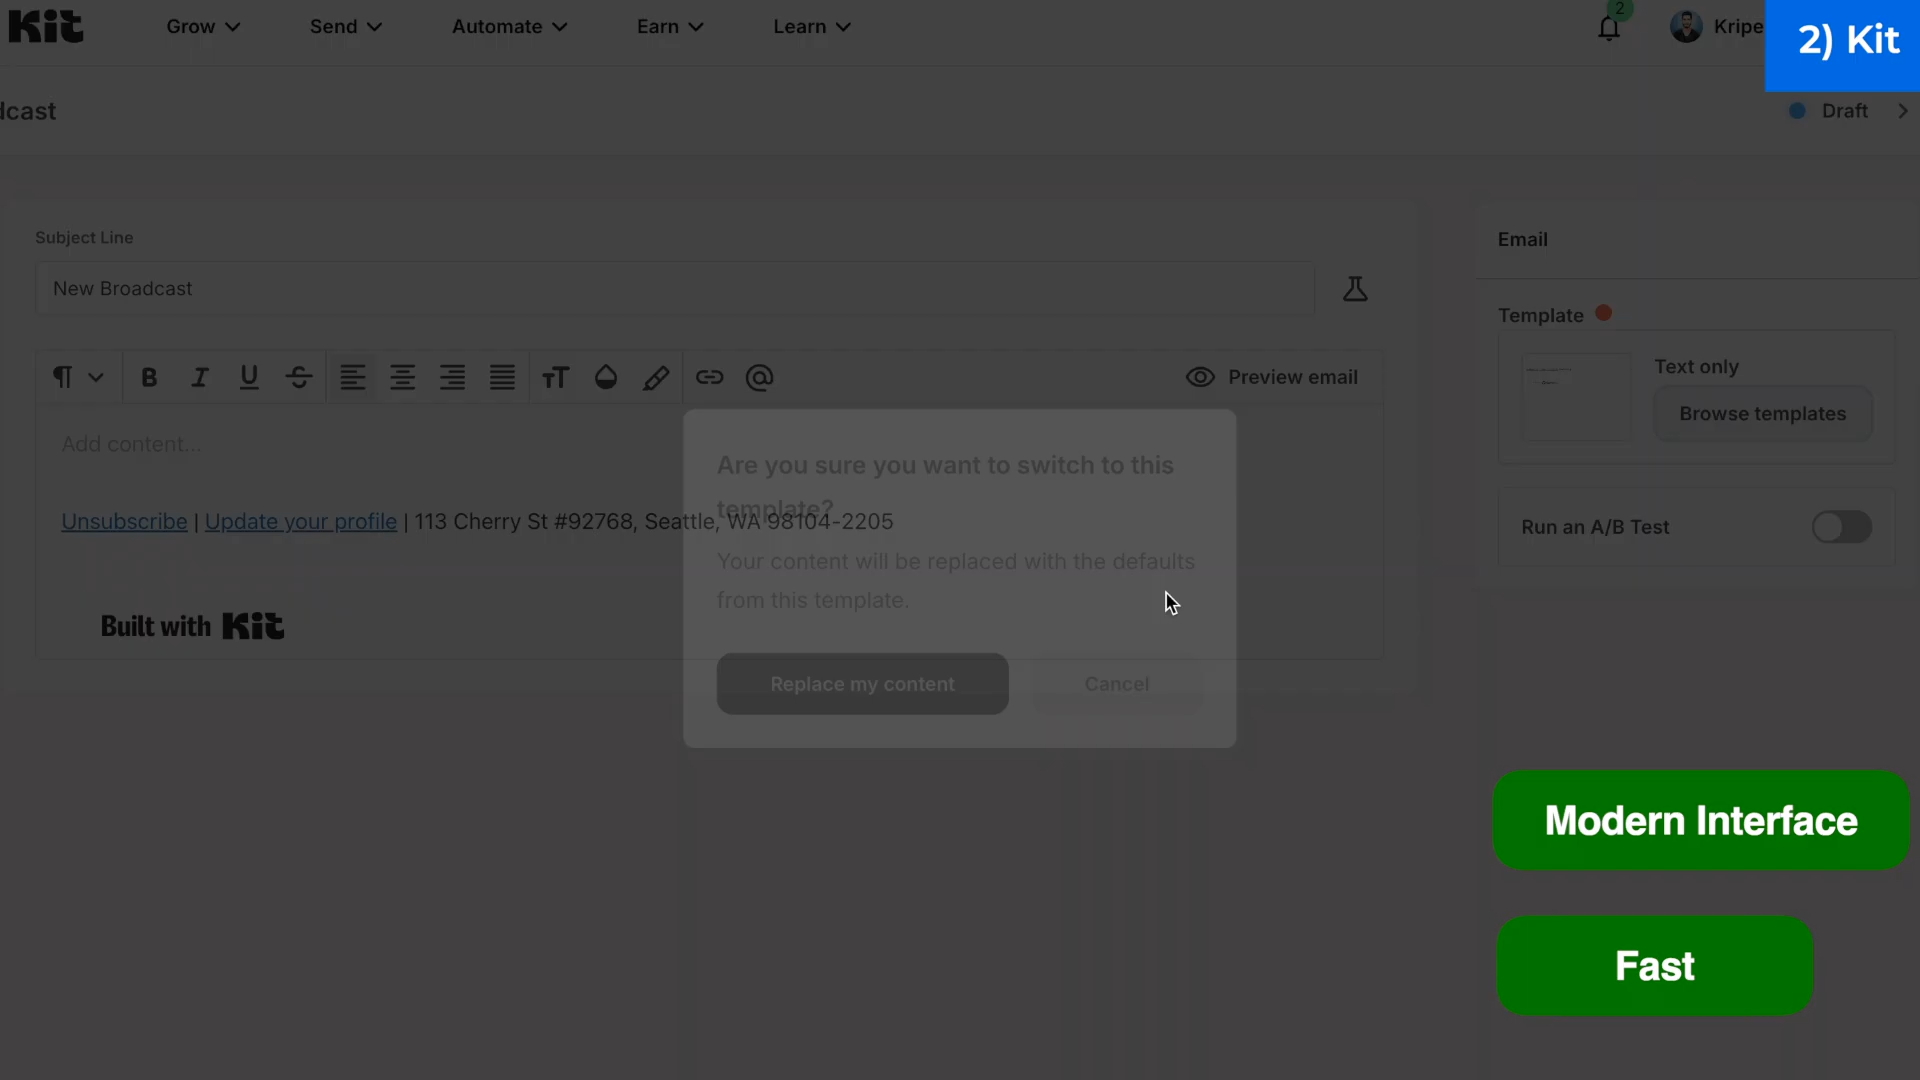 Kit
Grow
Send
Automate
Earn
Learn
2
Kripe
2) Kit
dcast
Draft
Subject Line
New Broadcast
Preview email
Add content...
Unsubscribe | Update your profile | 113 Cherry St #92768, Seattle, WA 98104-2205
Built with Kit
Are you sure you want to switch to this
template?
Your content will be replaced with the defaults
from this template.
Replace my content
Cancel
Email
Template
Text only
Browse templates
Run an A/B Test
Modern Interface
Fast